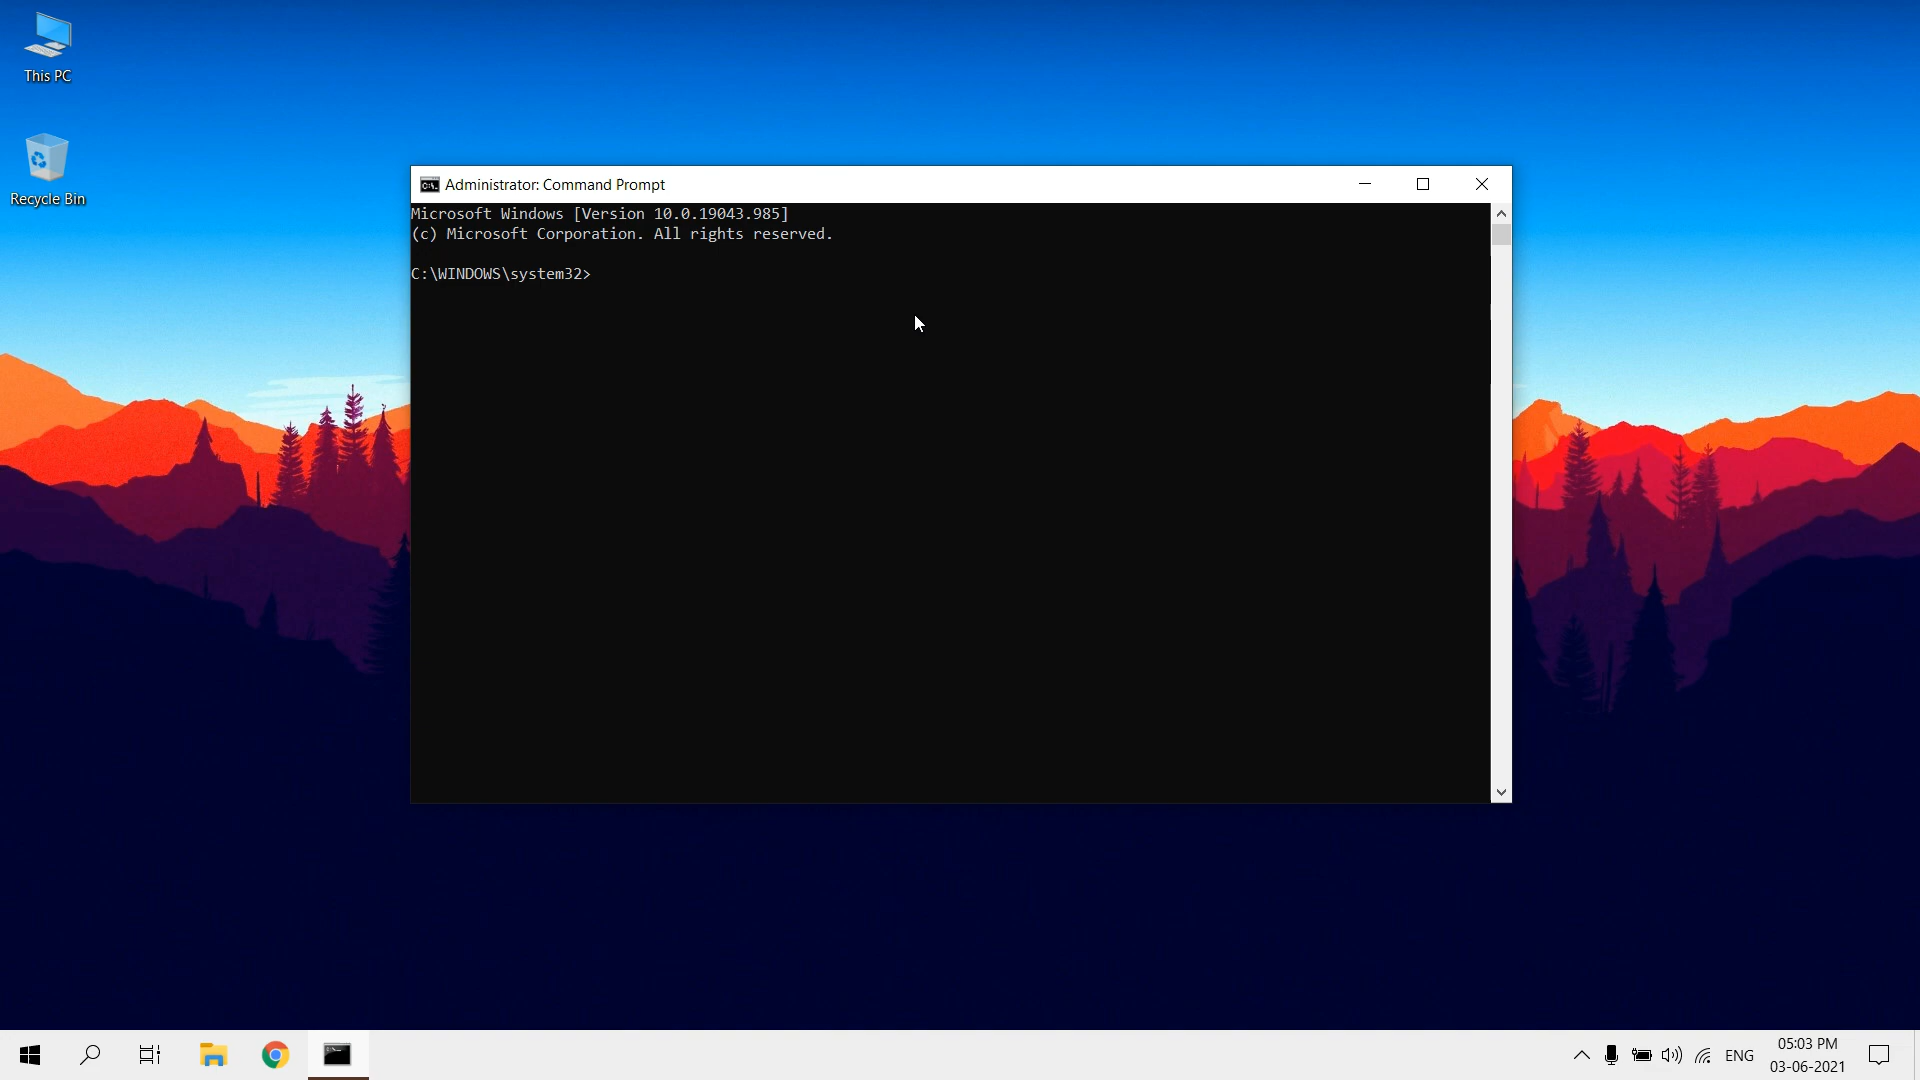 This PC
Recycle Bin
Administrator: Command Prompt
Microsoft Windows [Version 10.0.19043.985]
(c) Microsoft Corporation. All rights reserved.
C:\WINDOWS\system32>
ENG
05:03 PM
03-06-2021